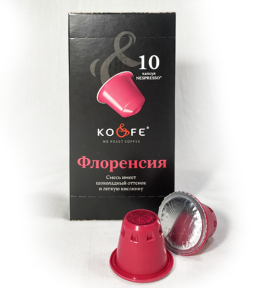 10
капсул
NESPRESSO*
KO&FE®
WE ROAST COFFEE
Флоренсия
Смесь имеет
шоколадный оттенок
и легкую кислинку